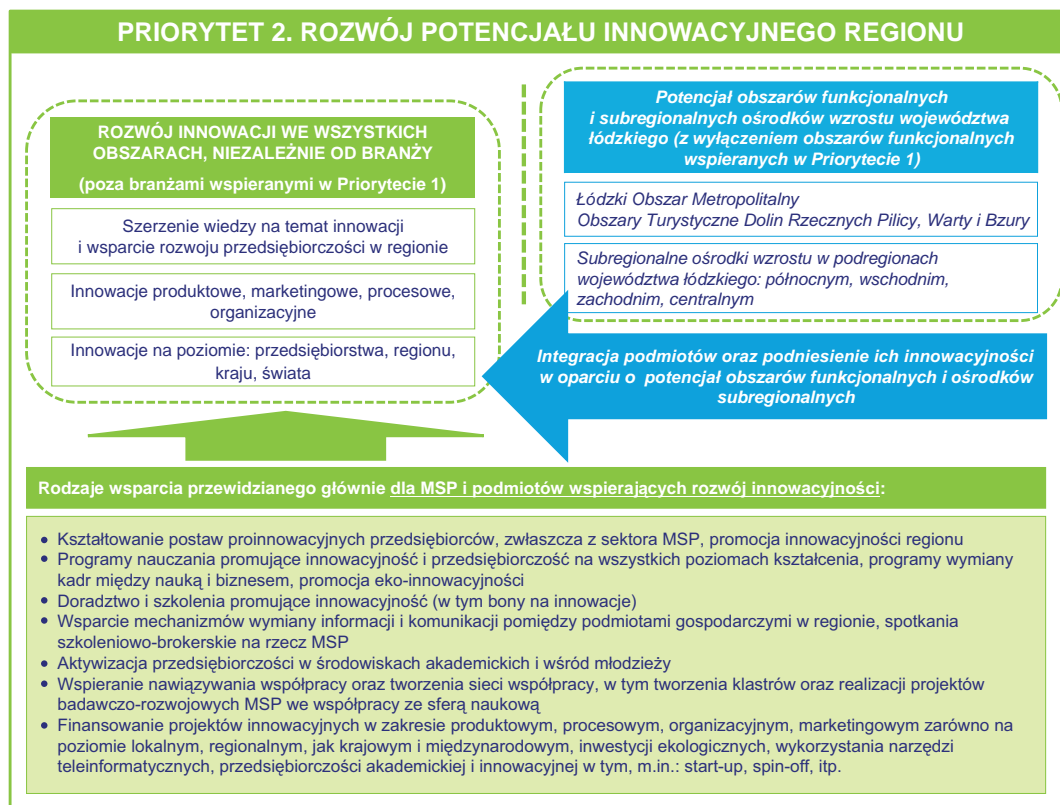 PRIORYTET 2. ROZWÓJ POTENCJAŁU INNOWACYJNEGO REGIONU
ROZWÓJ INNOWACJI WE WSZYSTKICH
OBSZARACH, NIEZALEŻNIE OD BRANŻY
(poza branżami wspieranymi w Priorytecie 1)
Szerzenie wiedzy na temat innowacji
i wsparcie rozwoju przedsiębiorczości w regionie
Innowacje produktowe, marketingowe, procesowe,
organizacyjne
Innowacje na poziomie: przedsiębiorstwa, regionu,
kraju, świata
Potencjał obszarów funkcjonalnych
i subregionalnych ośrodków wzrostu województwa
łódzkiego (z wyłączeniem obszarów funkcjonalnych
wspieranych w Priorytecie 1)
Łódzki Obszar Metropolitalny
Obszary Turystyczne Dolin Rzecznych Pilicy, Warty i Bzury
Subregionalne ośrodki wzrostu w podregionach
województwa łódzkiego: północnym, wschodnim,
zachodnim, centralnym
Integracja podmiotów oraz podniesienie ich innowacyjności
w oparciu o potencjał obszarów funkcjonalnych i ośrodków
subregionalnych
Rodzaje wsparcia przewidzianego głównie dla MSP i podmiotów wspierających rozwój innowacyjności:
• Kształtowanie postaw proinnowacyjnych przedsiębiorców, zwłaszcza z sektora MSP, promocja innowacyjności regionu
• Programy nauczania promujące innowacyjność i przedsiębiorczość na wszystkich poziomach kształcenia, programy wymiany
kadr między nauką i biznesem, promocja eko-innowacyjności
• Doradztwo i szkolenia promujące innowacyjność (w tym bony na innowacje)
• Wsparcie mechanizmów wymiany informacji i komunikacji pomiędzy podmiotami gospodarczymi w regionie, spotkania
szkoleniowo-brokerskie na rzecz MSP
• Aktywizacja przedsiębiorczości w środowiskach akademickich i wśród młodzieży
• Wspieranie nawiązywania współpracy oraz tworzenia sieci współpracy, w tym tworzenia klastrów oraz realizacji projektów
badawczo-rozwojowych MSP we współpracy ze sferą naukową
• Finansowanie projektów innowacyjnych w zakresie produktowym, procesowym, organizacyjnym, marketingowym zarówno na
poziomie lokalnym, regionalnym, jak krajowym i międzynarodowym, inwestycji ekologicznych, wykorzystania narzędzi
teleinformatycznych, przedsiębiorczości akademickiej i innowacyjnej w tym, m.in.: start-up, spin-off, itp.